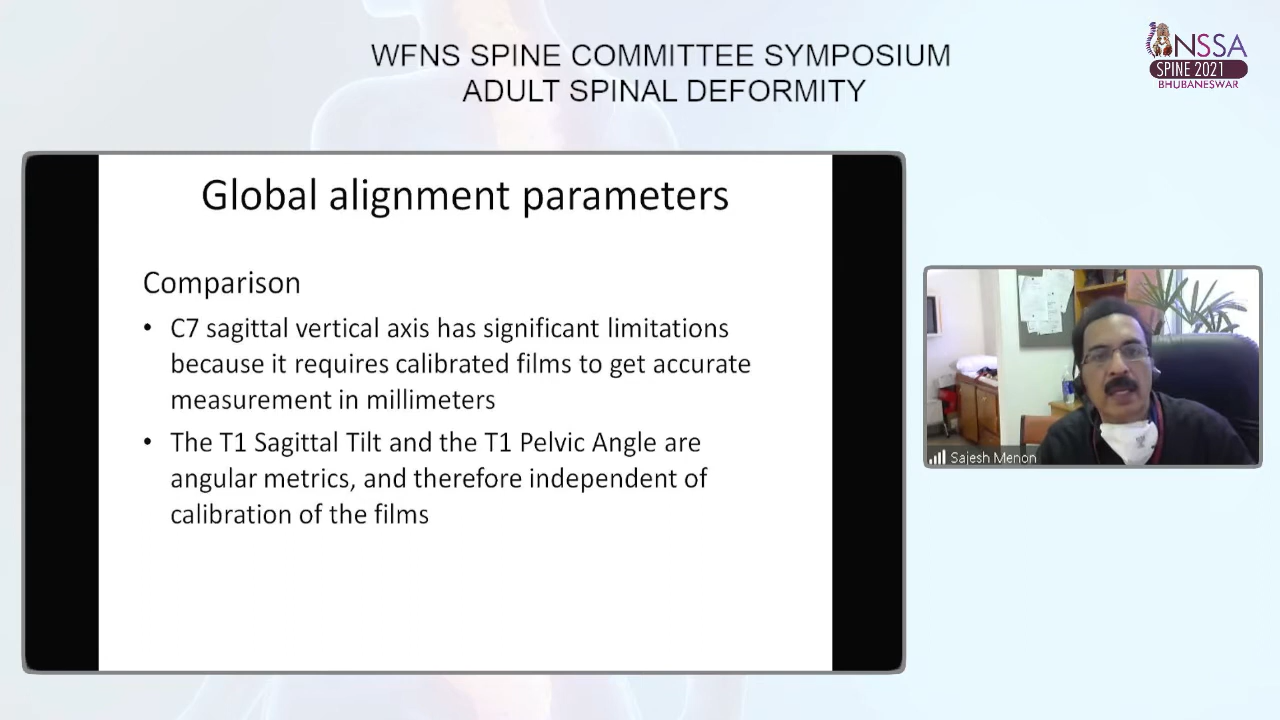 WFNS SPINE COMMITTEE SYMPOSIUM
ADULT SPINAL DEFORMITY
NSSA
SPINE 2021
BHUBANESWAR
Global alignment parameters
Comparison
• C7 sagittal vertical axis has significant limitations
because it requires calibrated films to get accurate
measurement in millimeters
• The T1 Sagittal Tilt and the T1 Pelvic Angle are
angular metrics, and therefore independent of
calibration of the films
Sajesh Menon